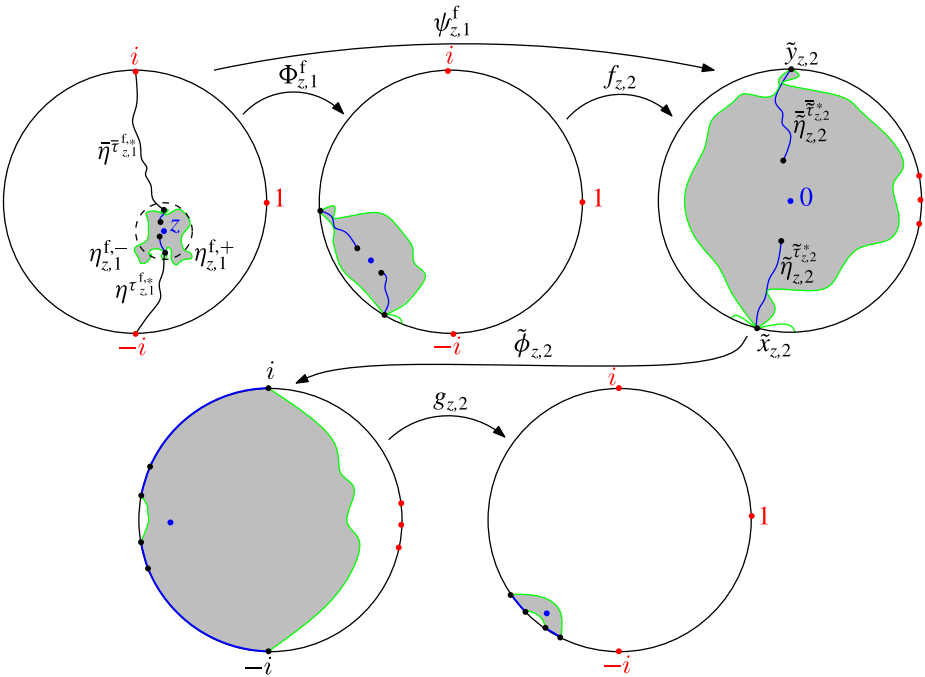 ψ^f_{z,1}
i
Φ^f_{z,1}
i
f_{z,2}
ỹ_{z,2}
η̄^{τ̄^{f,*}_{z,1}}
η̄̃^{τ̄̃^*_{z,2}}_{z,2}
z
1
1
0
η^{f,−}_{z,1}
η^{f,+}_{z,1}
η^{τ^{f,*}_{z,1}}
η̃^{τ̃^*_{z,2}}_{z,2}
−i
−i
x̃_{z,2}
ϕ̃_{z,2}
i
i
g_{z,2}
1
−i
−i